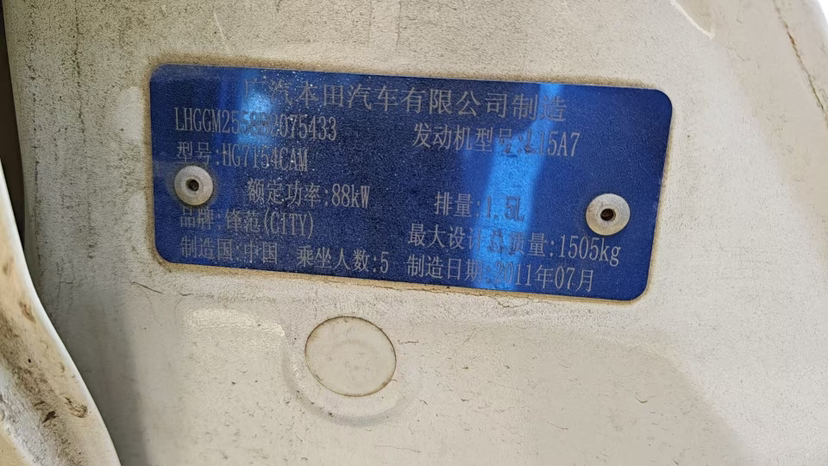 广汽本田汽车有限公司制造
发动机型号:L15A7
型号:HG7154CAM
额定功率:88kW 排量:1.5L
品牌:锋范(CITY) 最大设计总质量:1505kg
制造国:中国 乘坐人数:5 制造日期:2011年07月